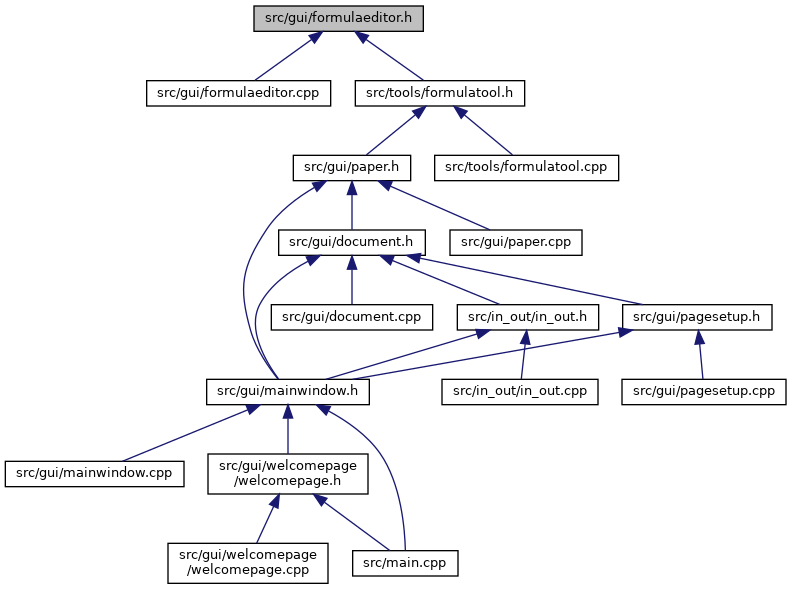 src/gui/formulaeditor.h
src/gui/formulaeditor.cpp
src/tools/formulatool.h
src/gui/paper.h
src/tools/formulatool.cpp
src/gui/document.h
src/gui/paper.cpp
src/gui/document.cpp
src/in_out/in_out.h
src/gui/pagesetup.h
src/gui/mainwindow.h
src/in_out/in_out.cpp
src/gui/pagesetup.cpp
src/gui/mainwindow.cpp
src/gui/welcomepage
/welcomepage.h
src/gui/welcomepage
/welcomepage.cpp
src/main.cpp